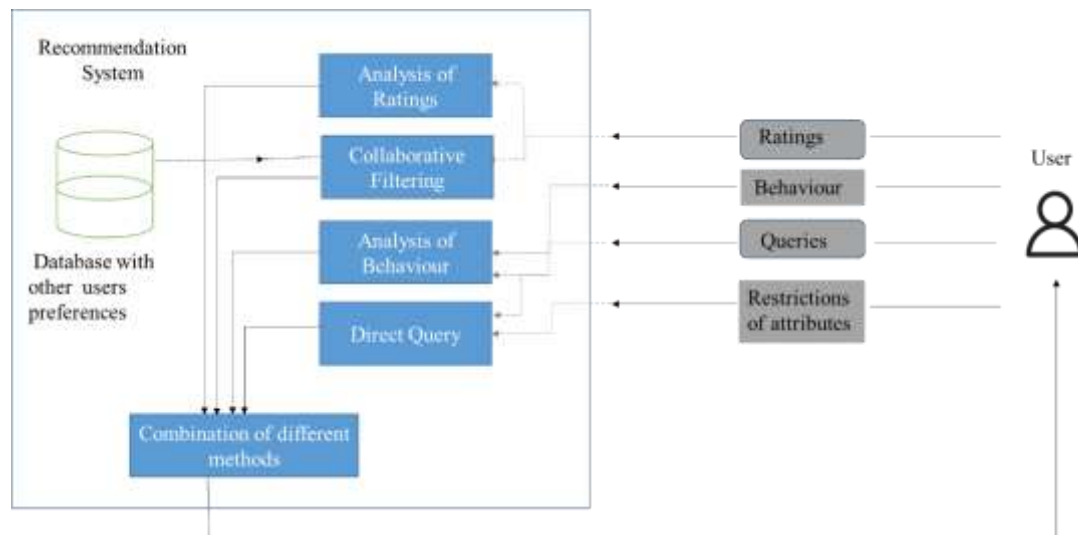 Recommendation
System
Analysis of
Ratings
Collaborative
Filtering
Analysis of
Behaviour
Direct Query
Database with
other users
preferences
Combination of different
methods
Ratings
Behaviour
Queries
Restrictions
of attributes
User